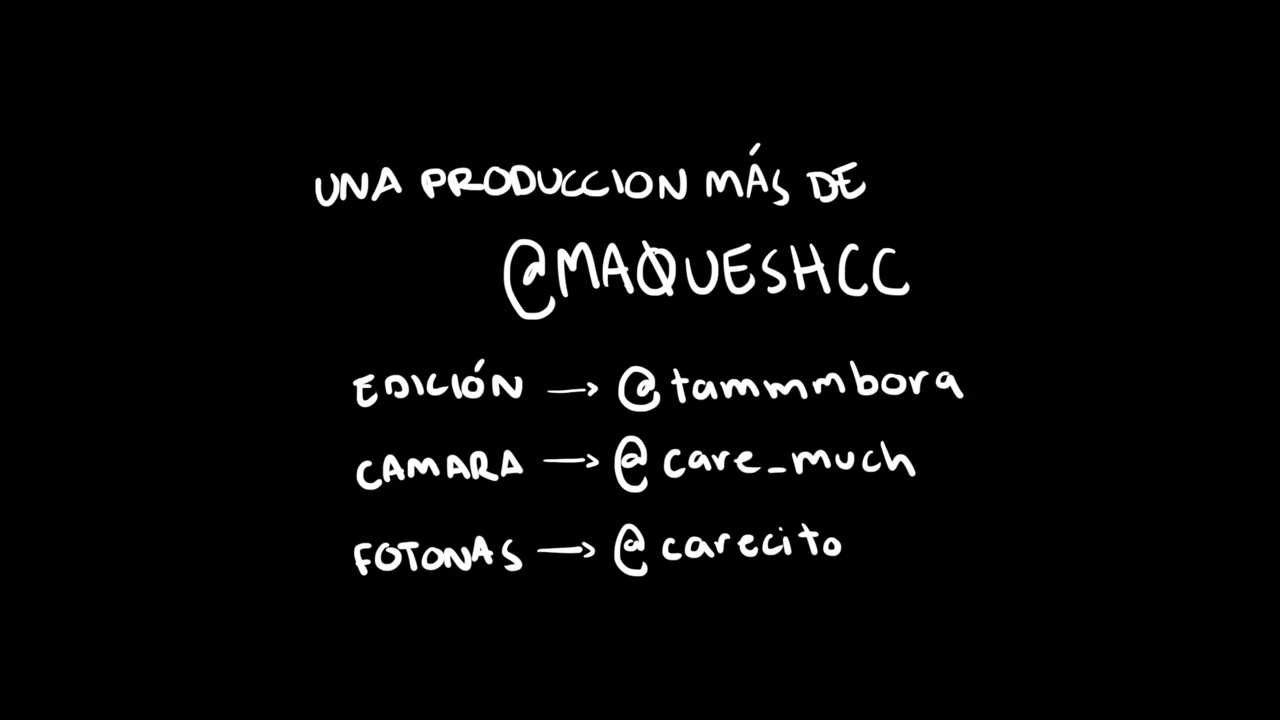 UNA PRODUCCION MÁS DE
@MAQUESHCC
EDICIÓN → @tammmbora
CAMARA → @care_much
FOTONAS → @carecito